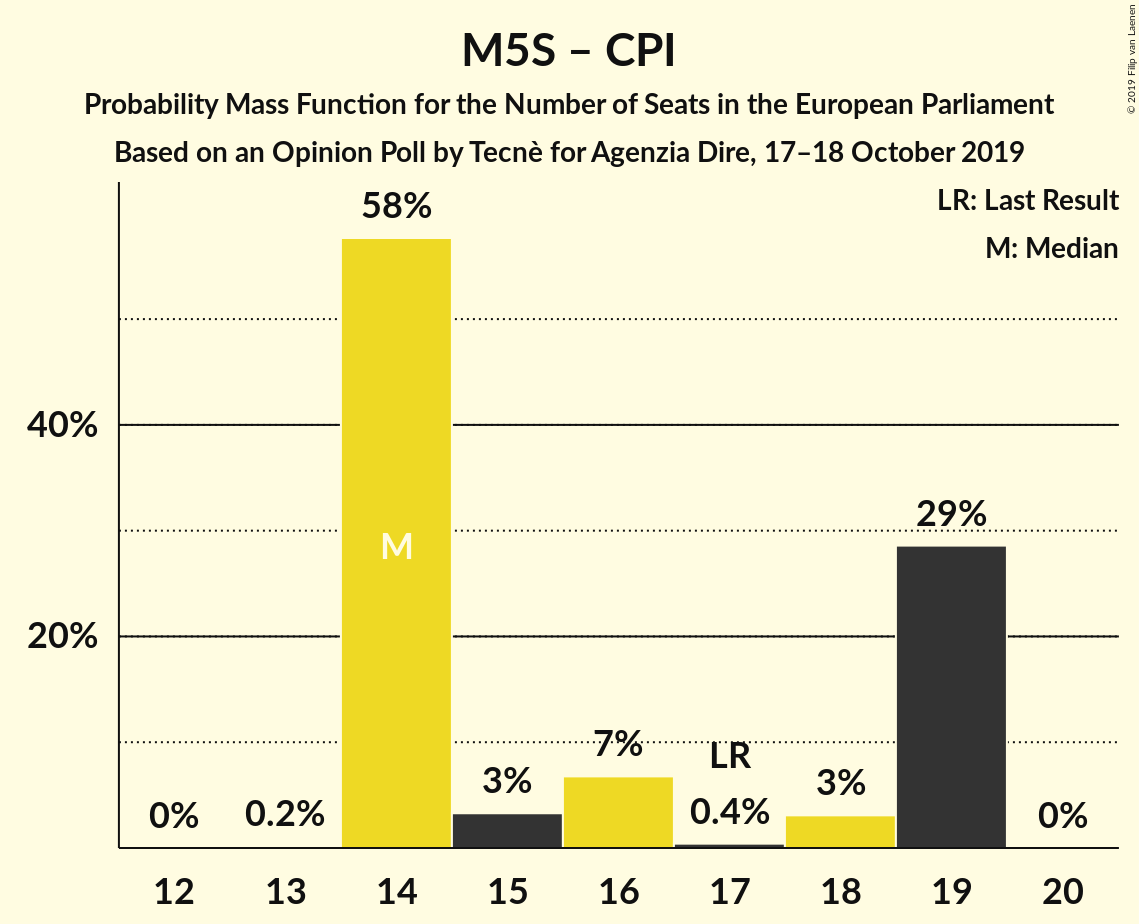 M5S – CPI
Probability Mass Function for the Number of Seats in the European Parliament
Based on an Opinion Poll by Tecnè for Agenzia Dire, 17–18 October 2019
© 2019 Filip van Laenen
LR: Last Result
M: Median
40%
20%
0%
0.2%
58%
M
3%
7%
LR
0.4%
3%
29%
0%
12 13 14 15 16 17 18 19 20